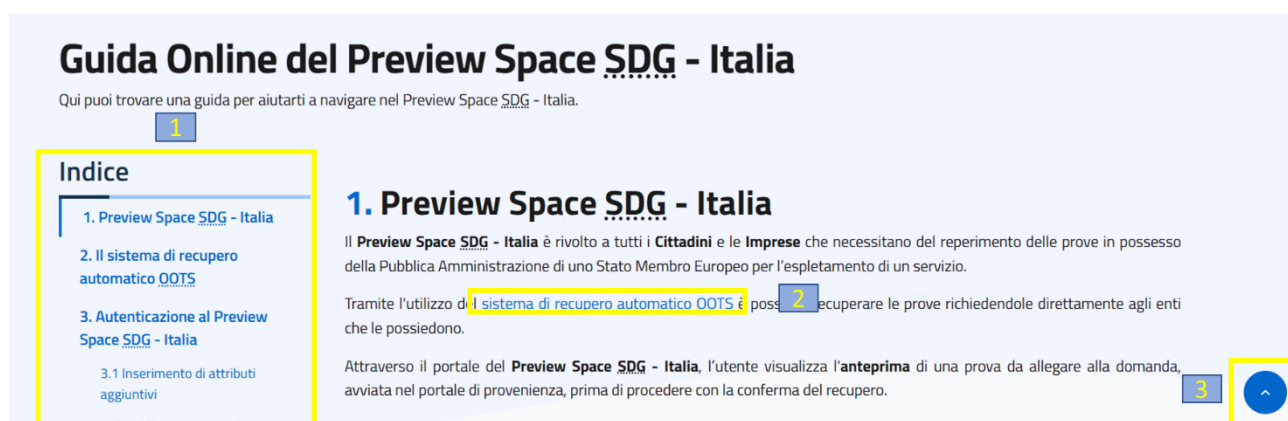 Guida Online del Preview Space SDG - Italia
Qui puoi trovare una guida per aiutarti a navigare nel Preview Space SDG - Italia.
1
Indice
1. Preview Space SDG - Italia
2. Il sistema di recupero
automatico OOTS
3. Autenticazione al Preview
Space SDG - Italia
3.1 Inserimento di attributi
aggiuntivi
1. Preview Space SDG - Italia
Il Preview Space SDG - Italia è rivolto a tutti i Cittadini e le Imprese che necessitano del reperimento delle prove in possesso
della Pubblica Amministrazione di uno Stato Membro Europeo per l'espletamento di un servizio.
Tramite l'utilizzo del sistema di recupero automatico OOTS è poss 2 ecuperare le prove richiedendole direttamente agli enti
che le possiedono.
Attraverso il portale del Preview Space SDG - Italia, l'utente visualizza l'anteprima di una prova da allegare alla domanda,
avviata nel portale di provenienza, prima di procedere con la conferma del recupero.
3